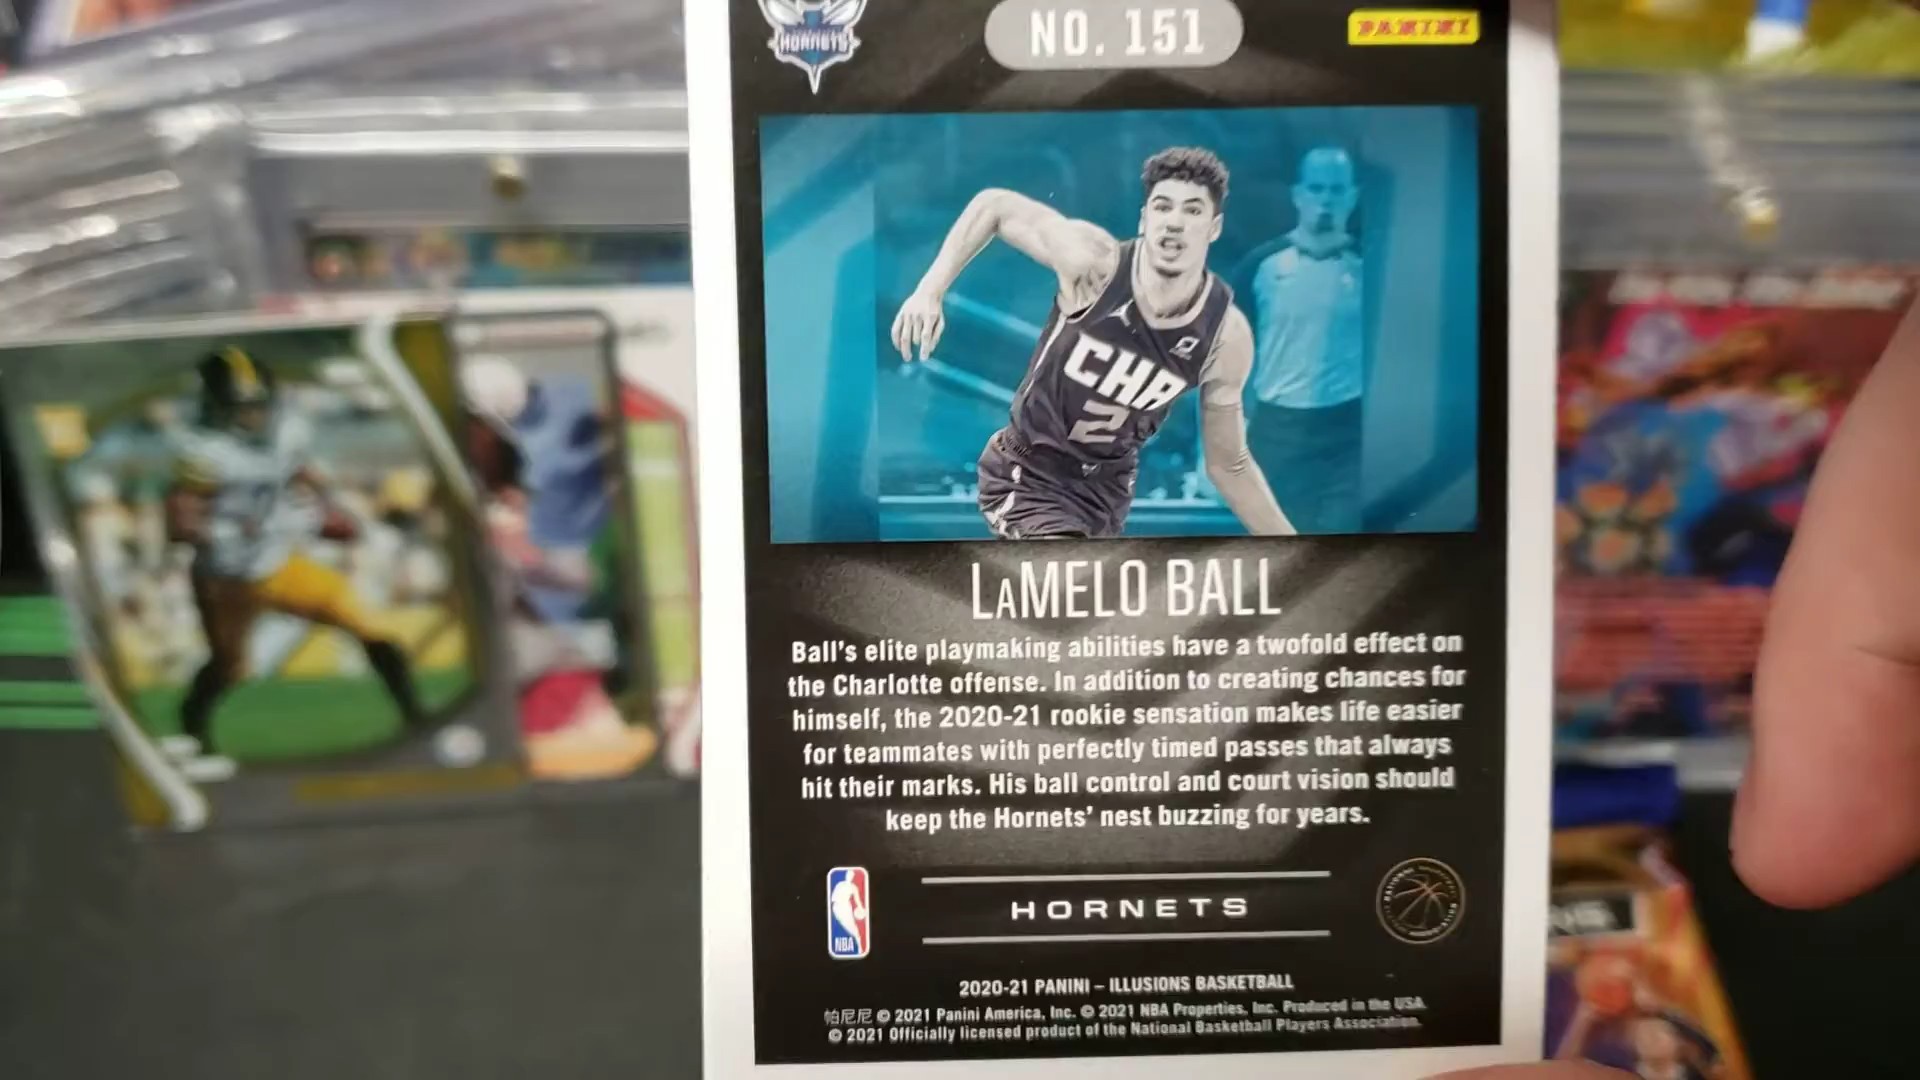 HORNETS
NO. 151
PANINI
CHA
2
LAMELO BALL
Ball's elite playmaking abilities have a twofold effect on
the Charlotte offense. In addition to creating chances for
himself, the 2020-21 rookie sensation makes life easier
for teammates with perfectly timed passes that always
hit their marks. His ball control and court vision should
keep the Hornets' nest buzzing for years.
NBA
HORNETS
2020-21 PANINI – ILLUSIONS BASKETBALL
帕尼尼 © 2021 Panini America, Inc. © 2021 NBA Properties, Inc. Produced in the USA.
© 2021 Officially licensed product of the National Basketball Players Association.